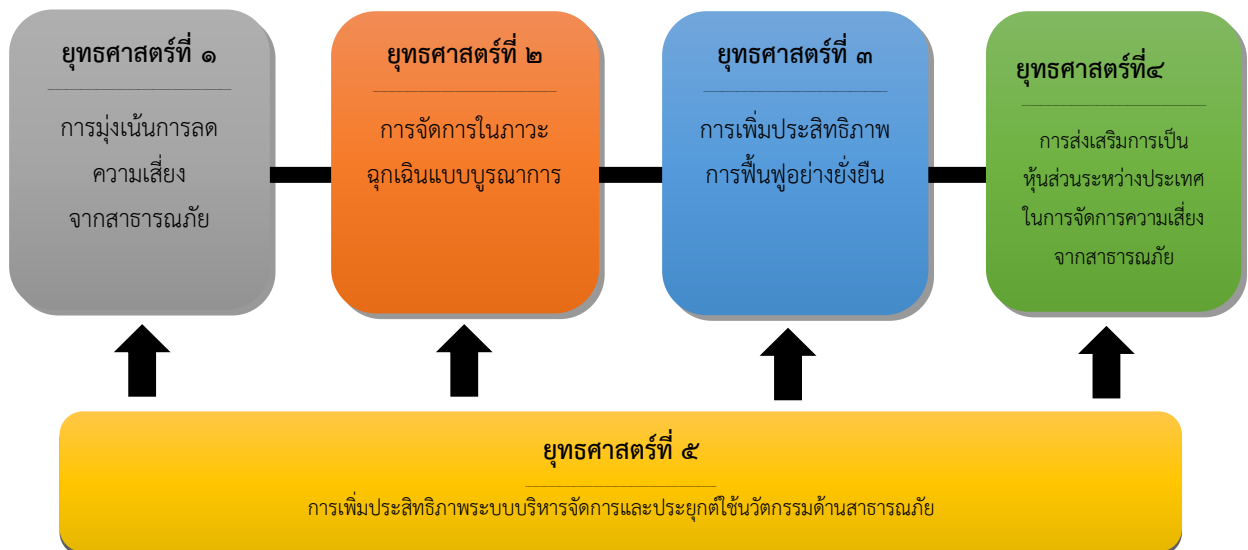 ยุทธศาสตร์ที่ ๑
การมุ่งเน้นการลด
ความเสี่ยง
จากสาธารณภัย
ยุทธศาสตร์ที่ ๒
การจัดการในภาวะ
ฉุกเฉินแบบบูรณาการ
ยุทธศาสตร์ที่ ๓
การเพิ่มประสิทธิภาพ
การฟื้นฟูอย่างยั่งยืน
ยุทธศาสตร์ที่๔
การส่งเสริมการเป็น
หุ้นส่วนระหว่างประเทศ
ในการจัดการความเสี่ยง
จากสาธารณภัย
ยุทธศาสตร์ที่ ๕
การเพิ่มประสิทธิภาพระบบบริหารจัดการและประยุกต์ใช้นวัตกรรมด้านสาธารณภัย